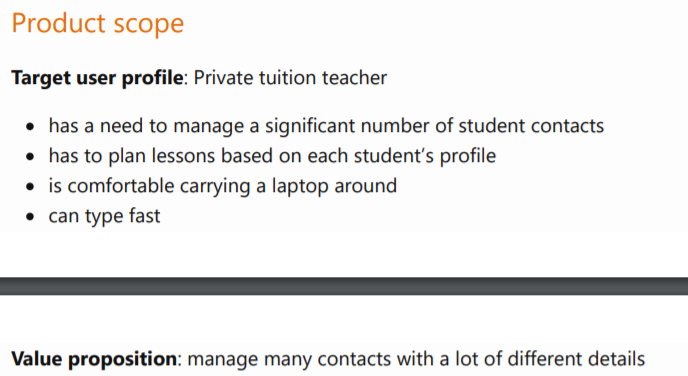 Product scope
Target user profile: Private tuition teacher
• has a need to manage a significant number of student contacts
• has to plan lessons based on each student's profile
• is comfortable carrying a laptop around
• can type fast
Value proposition: manage many contacts with a lot of different details